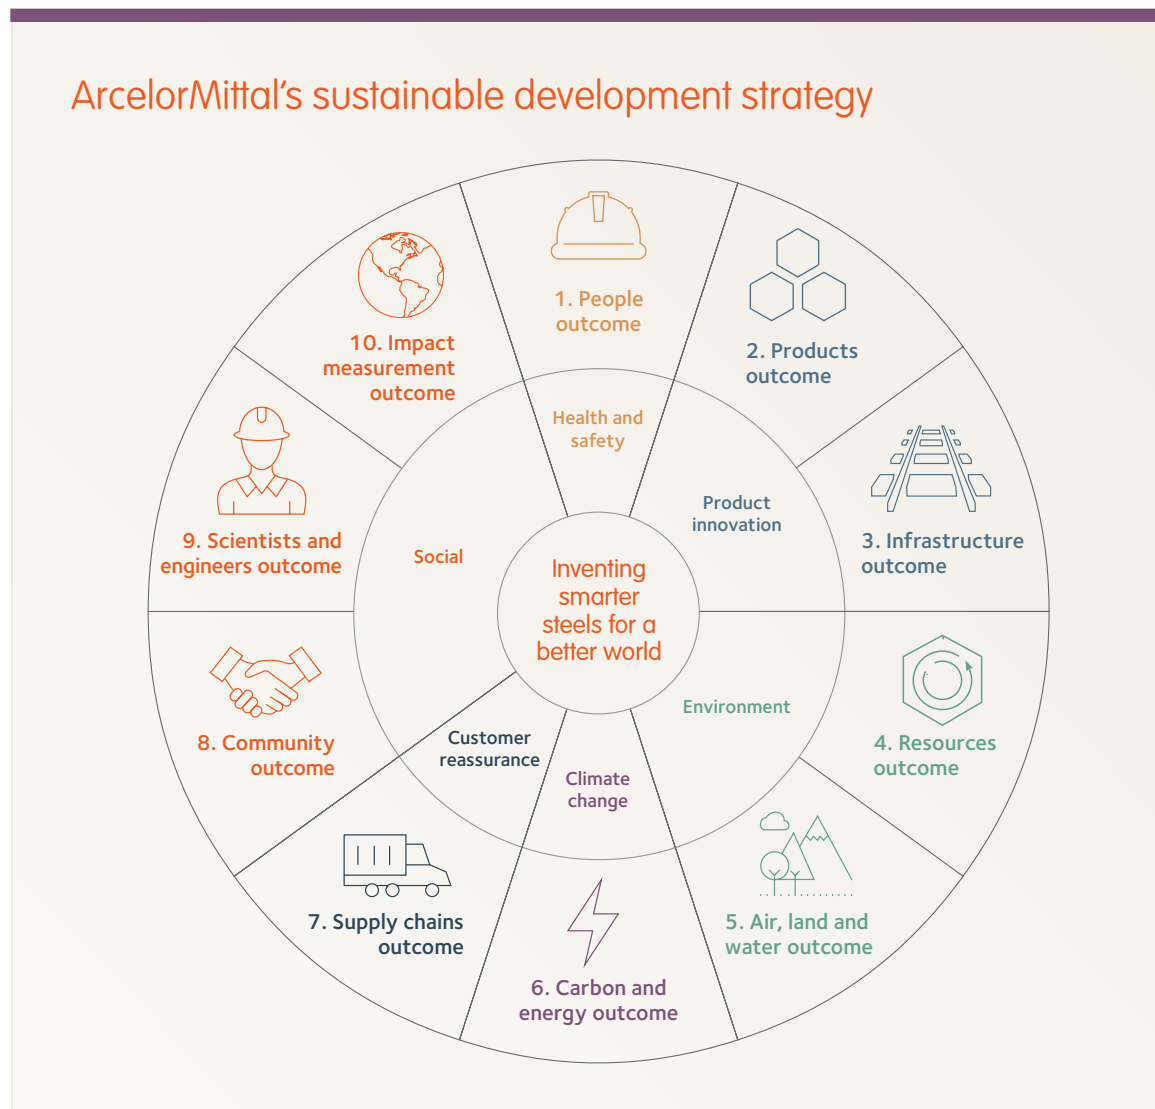 ArcelorMittal's sustainable development strategy
1. People
outcome
2. Products
outcome
3. Infrastructure
outcome
4. Resources
outcome
5. Air, land and
water outcome
6. Carbon and
energy outcome
7. Supply chains
outcome
8. Community
outcome
9. Scientists and
engineers outcome
10. Impact
measurement
outcome
Health and
safety
Product
innovation
Environment
Climate
change
Customer
reassurance
Social
Inventing
smarter
steels for a
better world